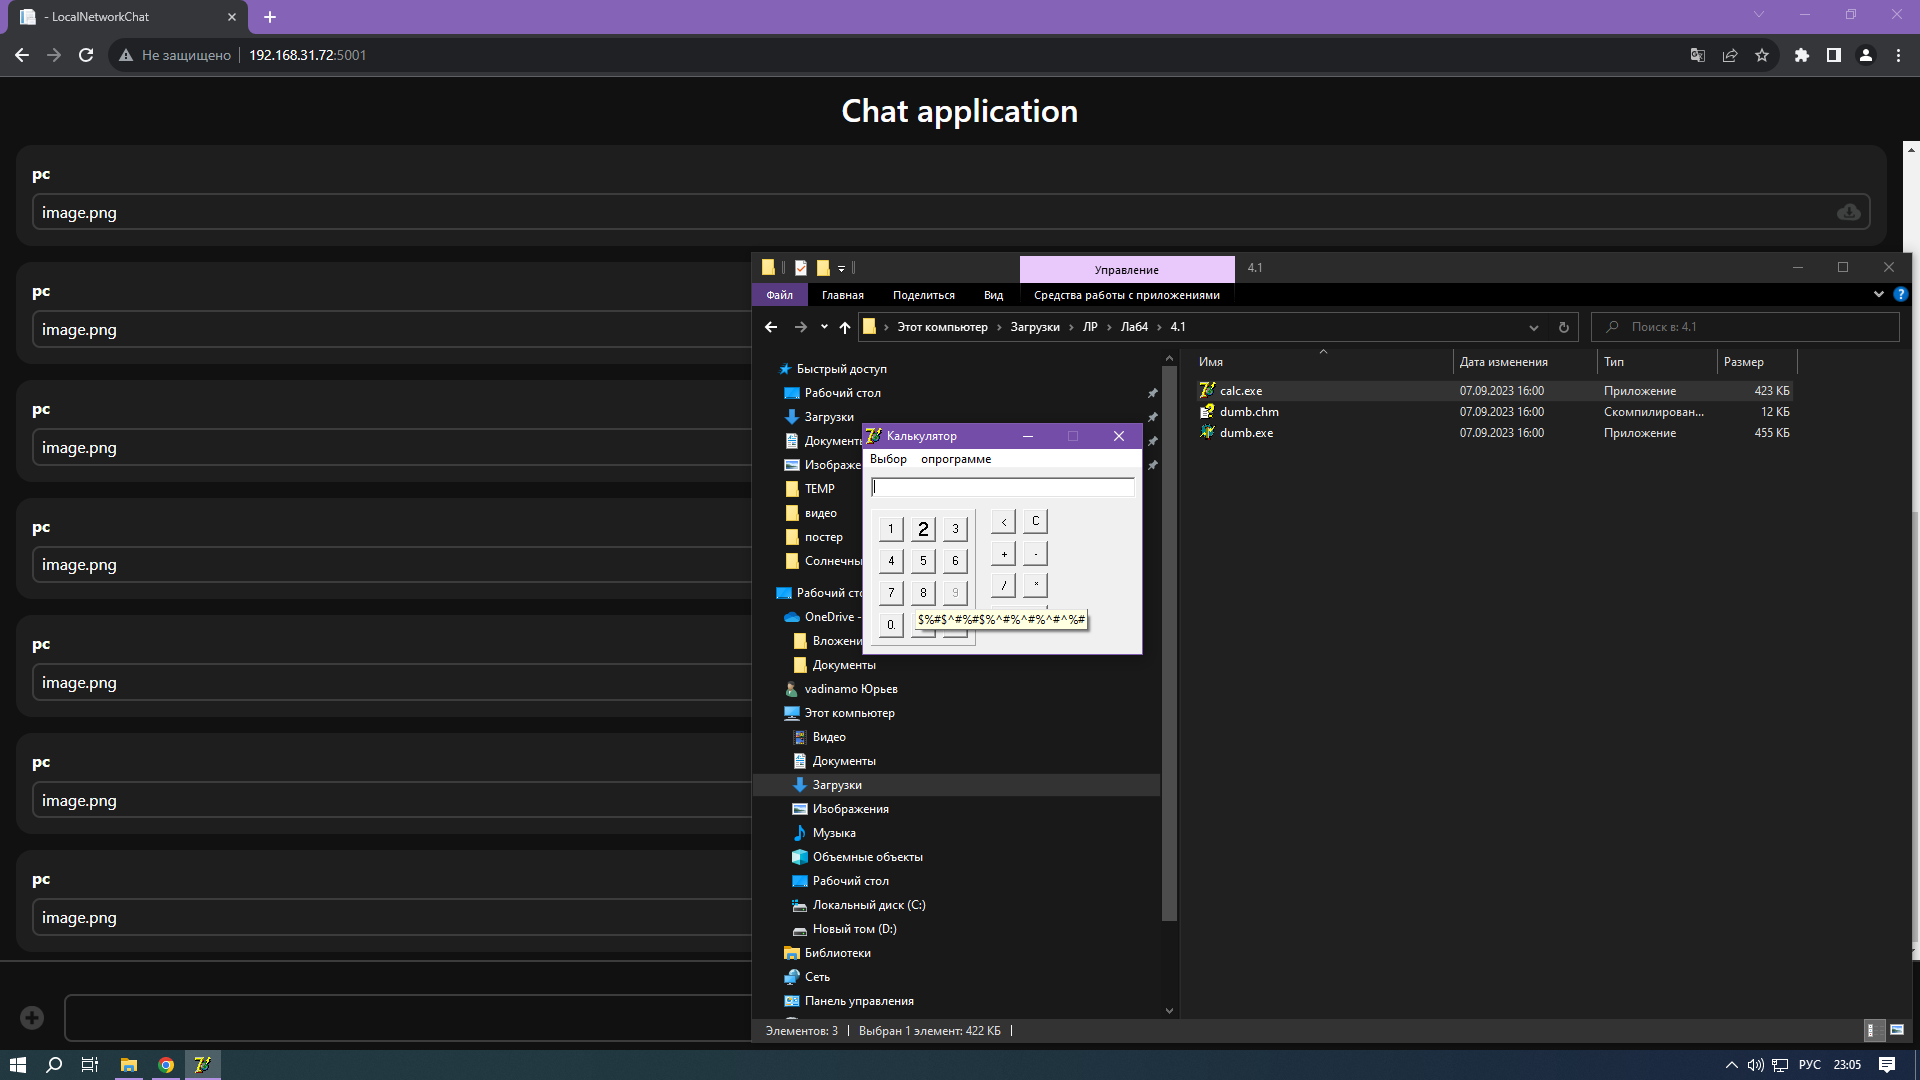 - LocalNetworkChat
Не защищено 192.168.31.72:5001
Chat application
pc
image.png
pc
image.png
pc
image.png
pc
image.png
pc
image.png
pc
image.png
pc
image.png
Управление 4.1
Файл Главная Поделиться Вид Средства работы с приложениями
Этот компьютер Загрузки ЛР Лаб4 4.1 Поиск в: 4.1
Быстрый доступ
Рабочий стол
Загрузки
Документы
Изображе
TEMP
видео
постер
Солнечны
Рабочий сто
OneDrive -
Вложени
Документы
vadinamo Юрьев
Этот компьютер
Видео
Документы
Загрузки
Изображения
Музыка
Объемные объекты
Рабочий стол
Локальный диск (C:)
Новый том (D:)
Библиотеки
Сеть
Панель управления
Имя Дата изменения Тип Размер
calc.exe 07.09.2023 16:00 Приложение 423 КБ
dumb.chm 07.09.2023 16:00 Скомпилирован... 12 КБ
dumb.exe 07.09.2023 16:00 Приложение 455 КБ
Калькулятор
Выбор опрограмме
1 2 3 < C
4 5 6 + -
7 8 9 / *
0.
$%#$^#%#$%^#%^#%^#^%#
Элементов: 3 Выбран 1 элемент: 422 КБ
РУС 23:05